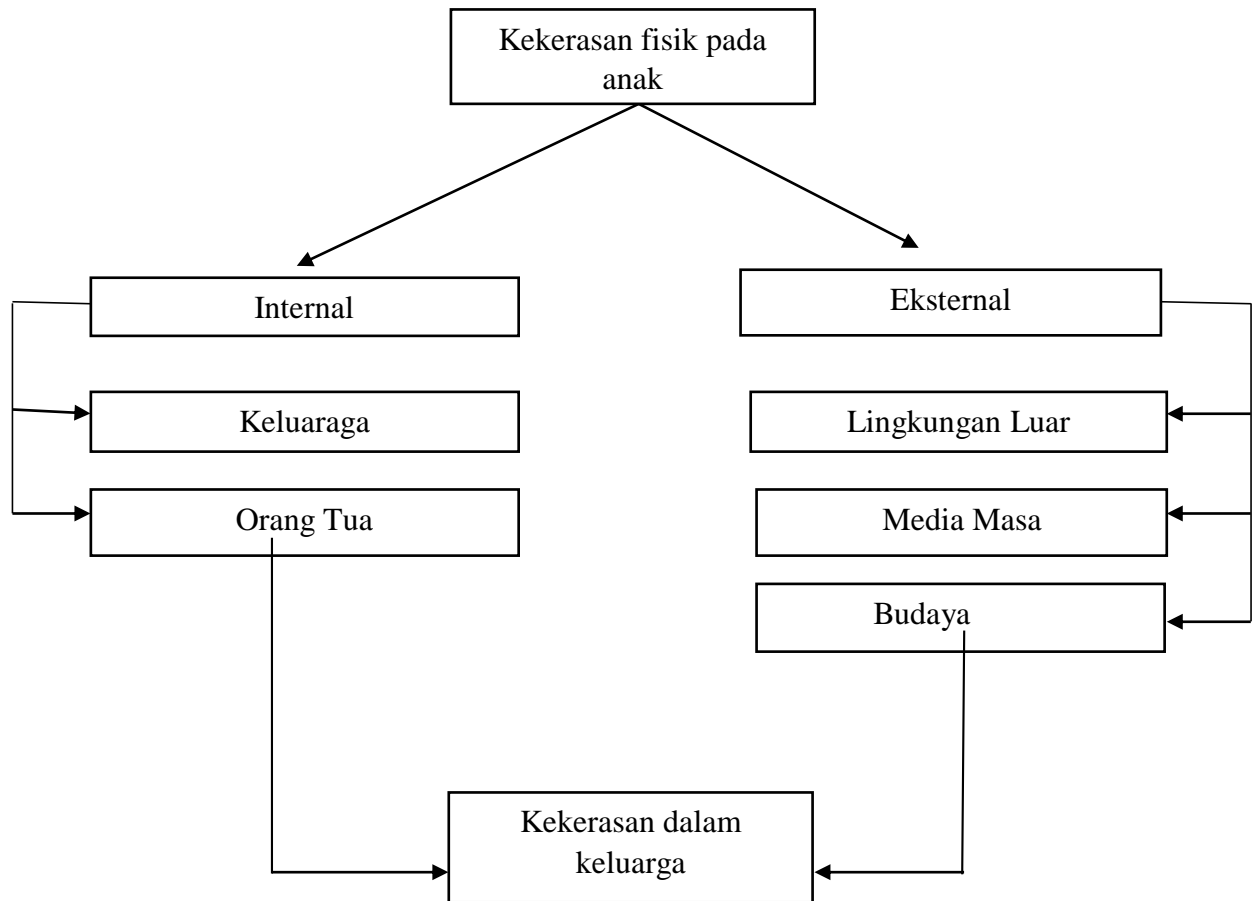 Kekerasan fisik pada
anak
Internal
Eksternal
Keluaraga
Lingkungan Luar
Orang Tua
Media Masa
Budaya
Kekerasan dalam
keluarga